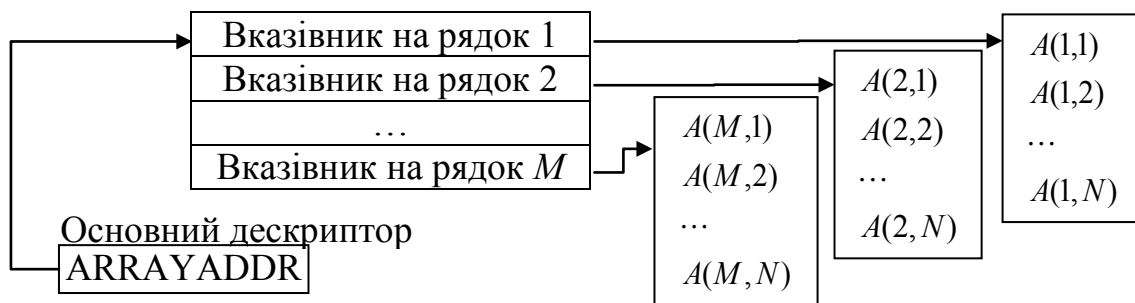 Вказівник на рядок 1
Вказівник на рядок 2
…
Вказівник на рядок M
Основний дескриптор
ARRAYADDR
A(M,1)
A(M,2)
…
A(M,N)
A(2,1)
A(2,2)
…
A(2,N)
A(1,1)
A(1,2)
…
A(1,N)